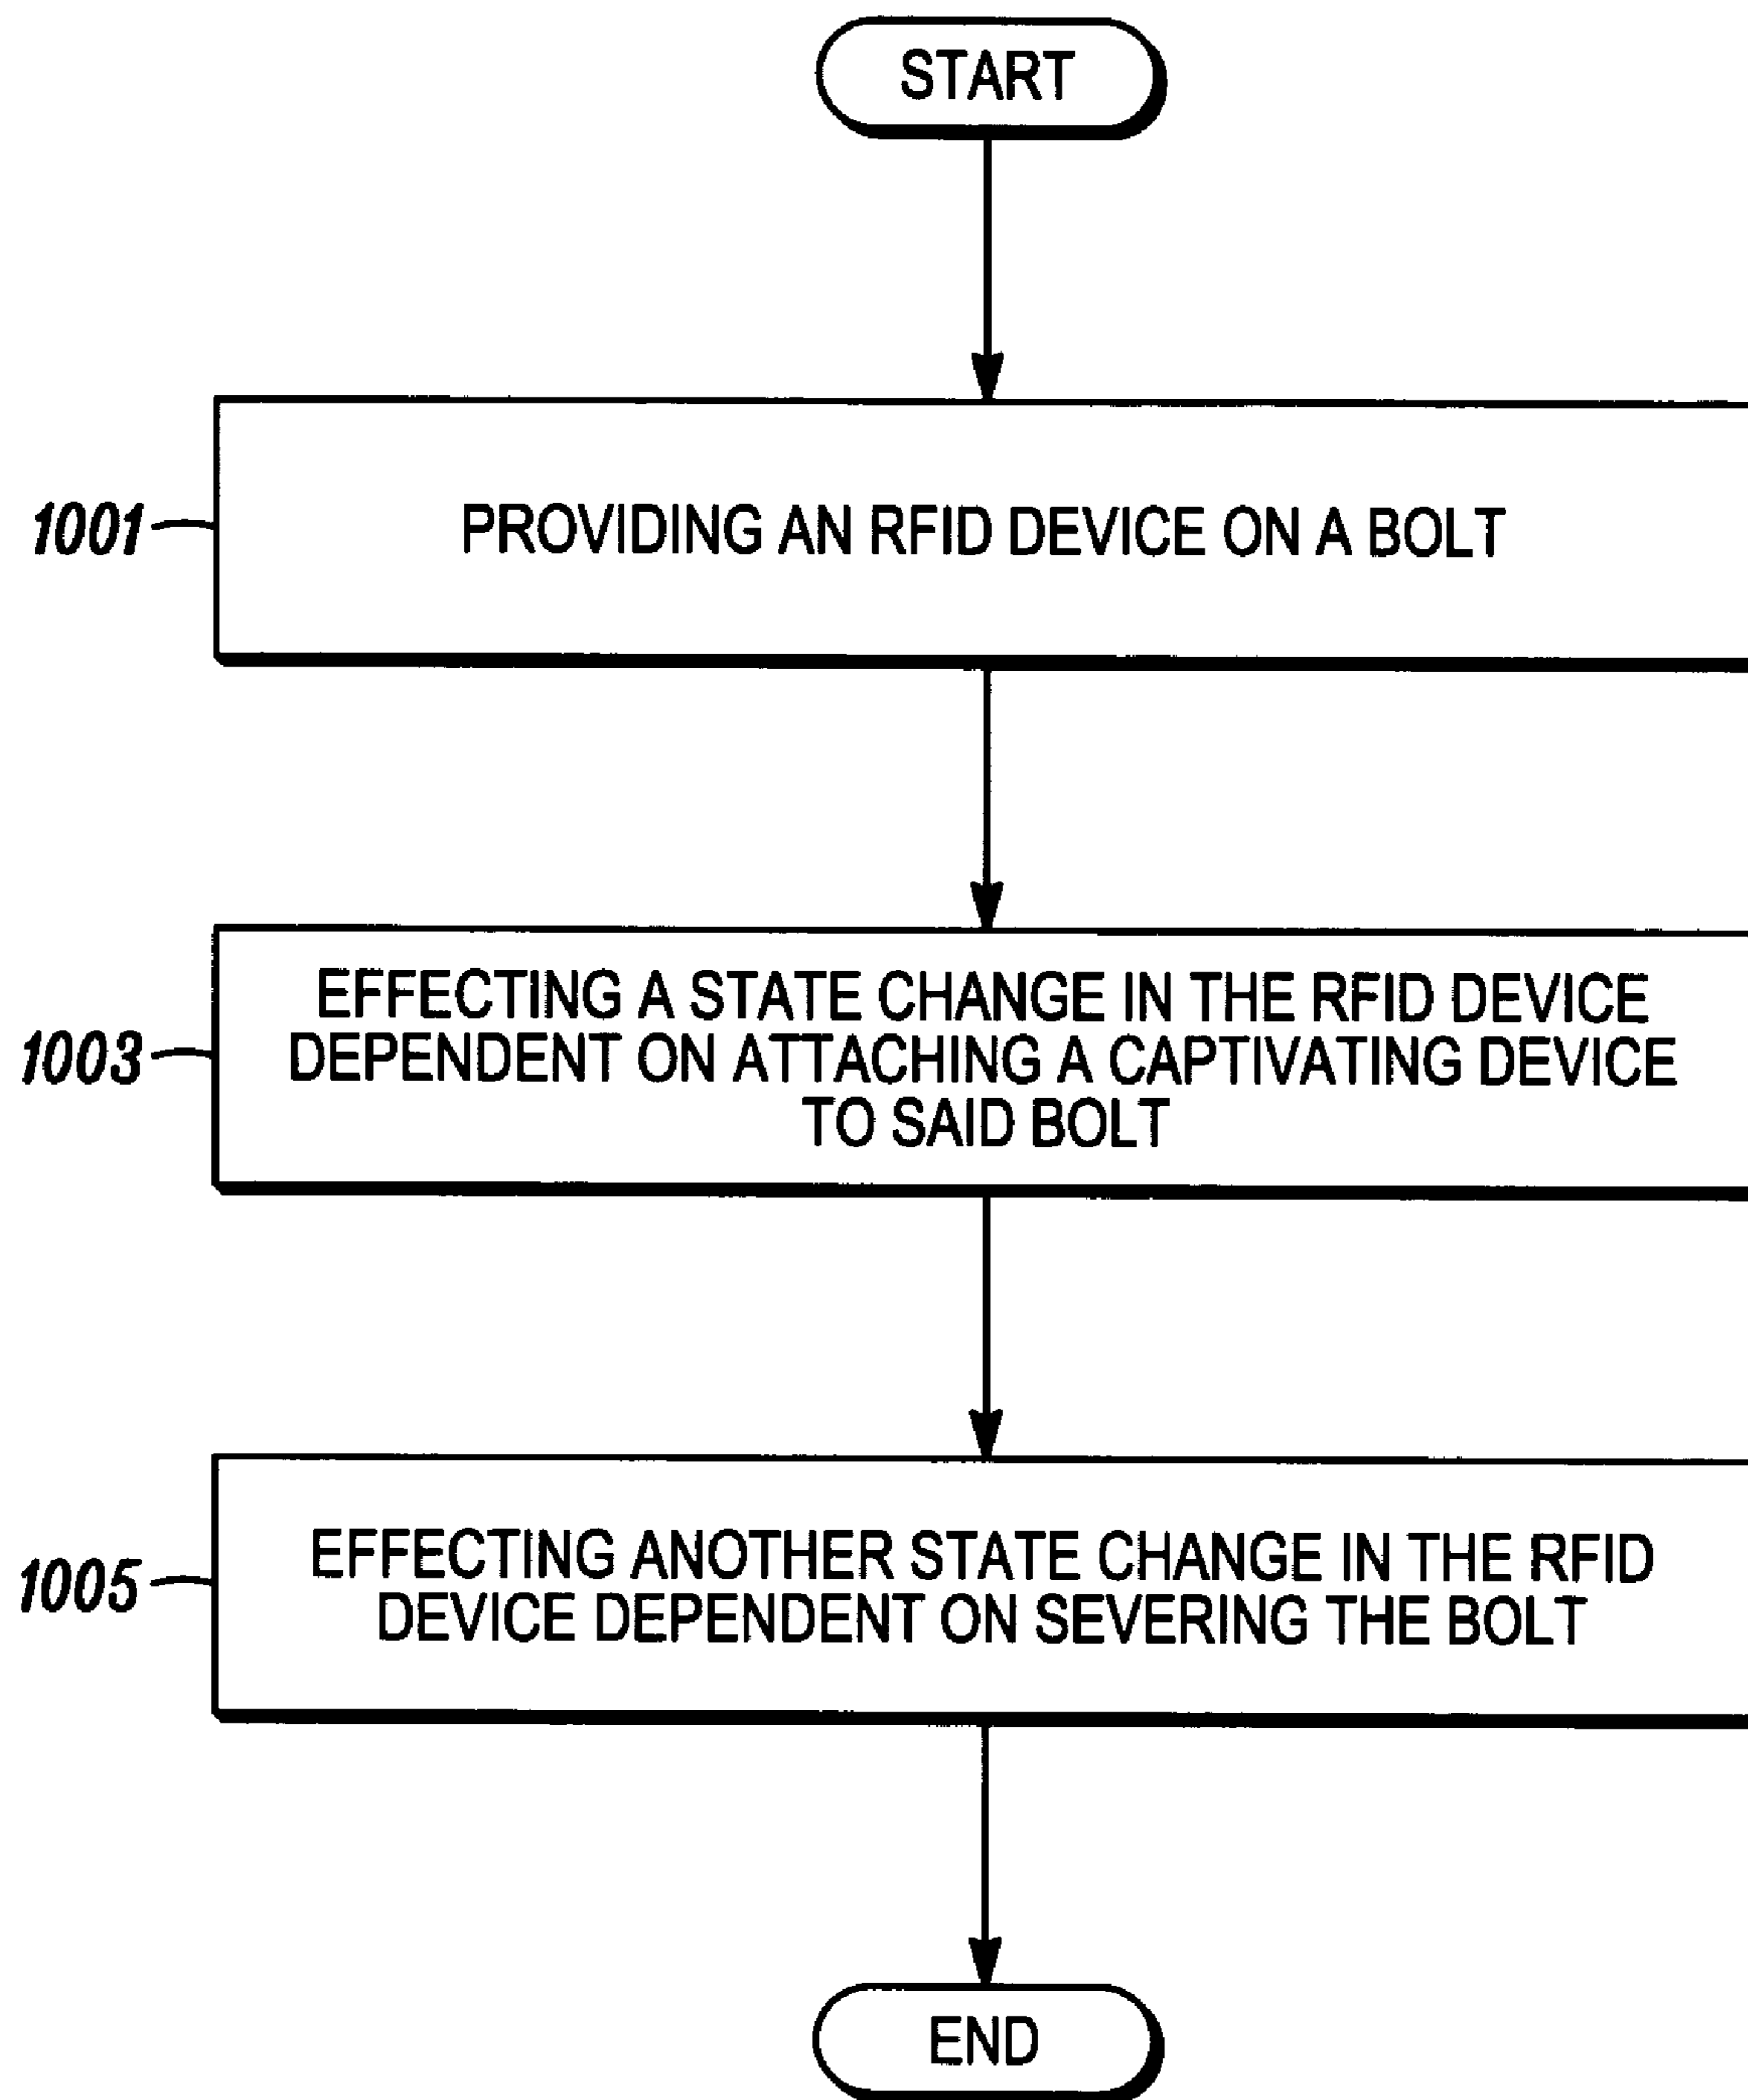 START
1001
PROVIDING AN RFID DEVICE ON A BOLT
1003
EFFECTING A STATE CHANGE IN THE RFID DEVICE
DEPENDENT ON ATTACHING A CAPTIVATING DEVICE
TO SAID BOLT
1005
EFFECTING ANOTHER STATE CHANGE IN THE RFID
DEVICE DEPENDENT ON SEVERING THE BOLT
END